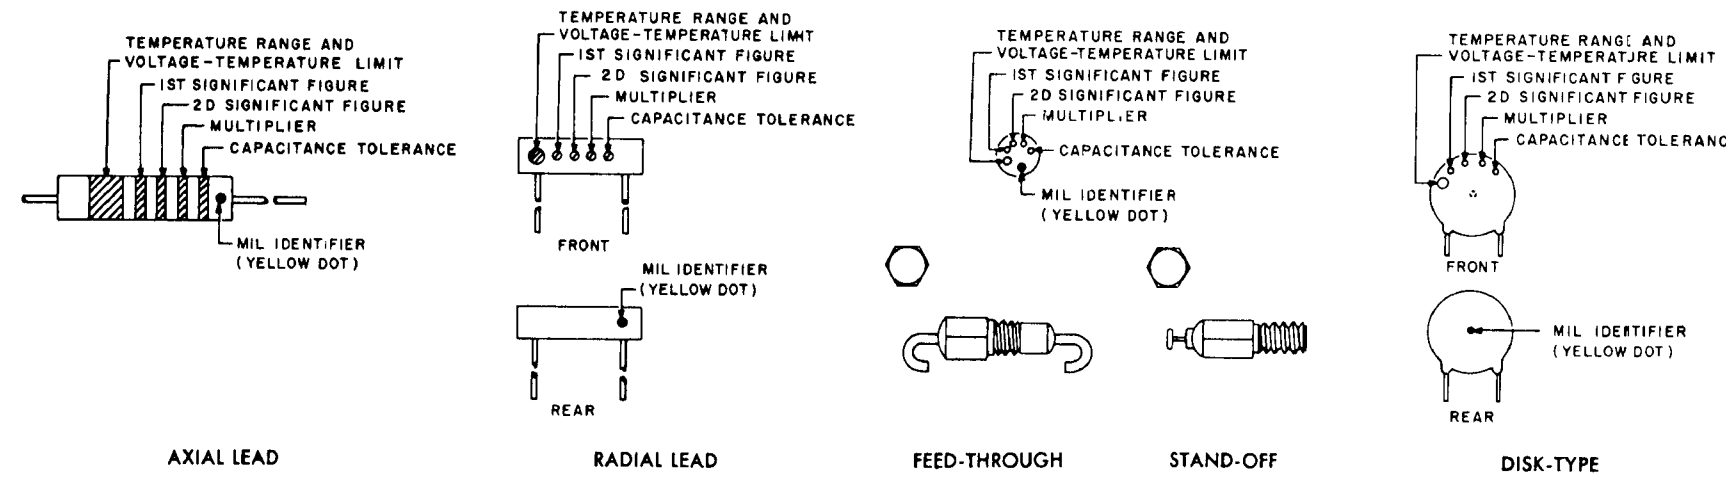 TEMPERATURE RANGE AND
VOLTAGE-TEMPERATURE LIMIT
1ST SIGNIFICANT FIGURE
2D SIGNIFICANT FIGURE
MULTIPLIER
CAPACITANCE TOLERANCE
MIL IDENTIFIER
(YELLOW DOT)
AXIAL LEAD
TEMPERATURE RANGE AND
VOLTAGE-TEMPERATURE LIMIT
1ST SIGNIFICANT FIGURE
2D SIGNIFICANT FIGURE
MULTIPLIER
CAPACITANCE TOLERANCE
FRONT
MIL IDENTIFIER
(YELLOW DOT)
REAR
RADIAL LEAD
TEMPERATURE RANGE AND
VOLTAGE-TEMPERATURE LIMIT
1ST SIGNIFICANT FIGURE
2D SIGNIFICANT FIGURE
MULTIPLIER
CAPACITANCE TOLERANCE
MIL IDENTIFIER
(YELLOW DOT)
FEED-THROUGH
STAND-OFF
TEMPERATURE RANGE AND
VOLTAGE-TEMPERATURE LIMIT
1ST SIGNIFICANT F GURE
2D SIGNIFICANT FIGURE
MULTIPLIER
CAPACITANCE TOLERANC
FRONT
MIL IDENTIFIER
(YELLOW DOT)
REAR
DISK-TYPE